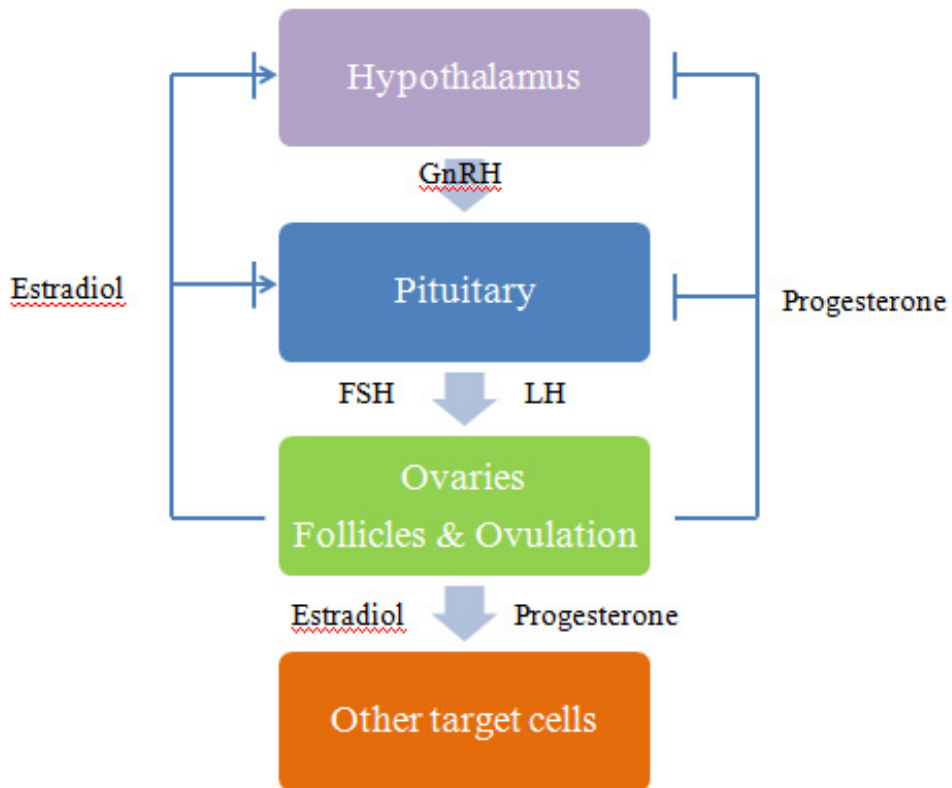 Hypothalamus
GnRH
Estradiol
Pituitary
Progesterone
FSH
LH
Ovaries
Follicles & Ovulation
Estradiol
Progesterone
Other target cells